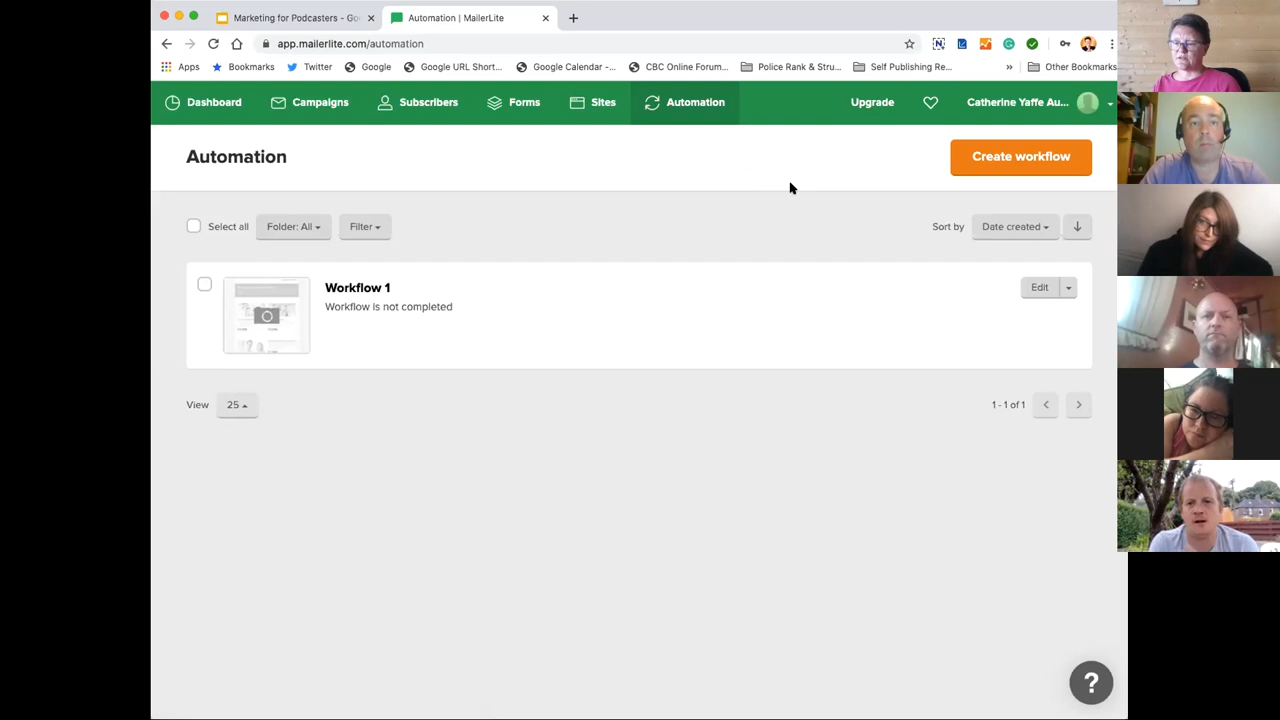 Marketing for Podcasters - Go
Automation | MailerLite
app.mailerlite.com/automation
Apps
Bookmarks
Twitter
Google
Google URL Short...
Google Calendar -...
CBC Online Forum...
Police Rank & Stru...
Self Publishing Re...
»
Other Bookmarks
Dashboard
Campaigns
Subscribers
Forms
Sites
Automation
Upgrade
Catherine Yaffe Au...
Automation
Create workflow
Select all
Folder: All
Filter
Sort by
Date created
Workflow 1
Edit
Workflow is not completed
View
25
1 - 1 of 1
?